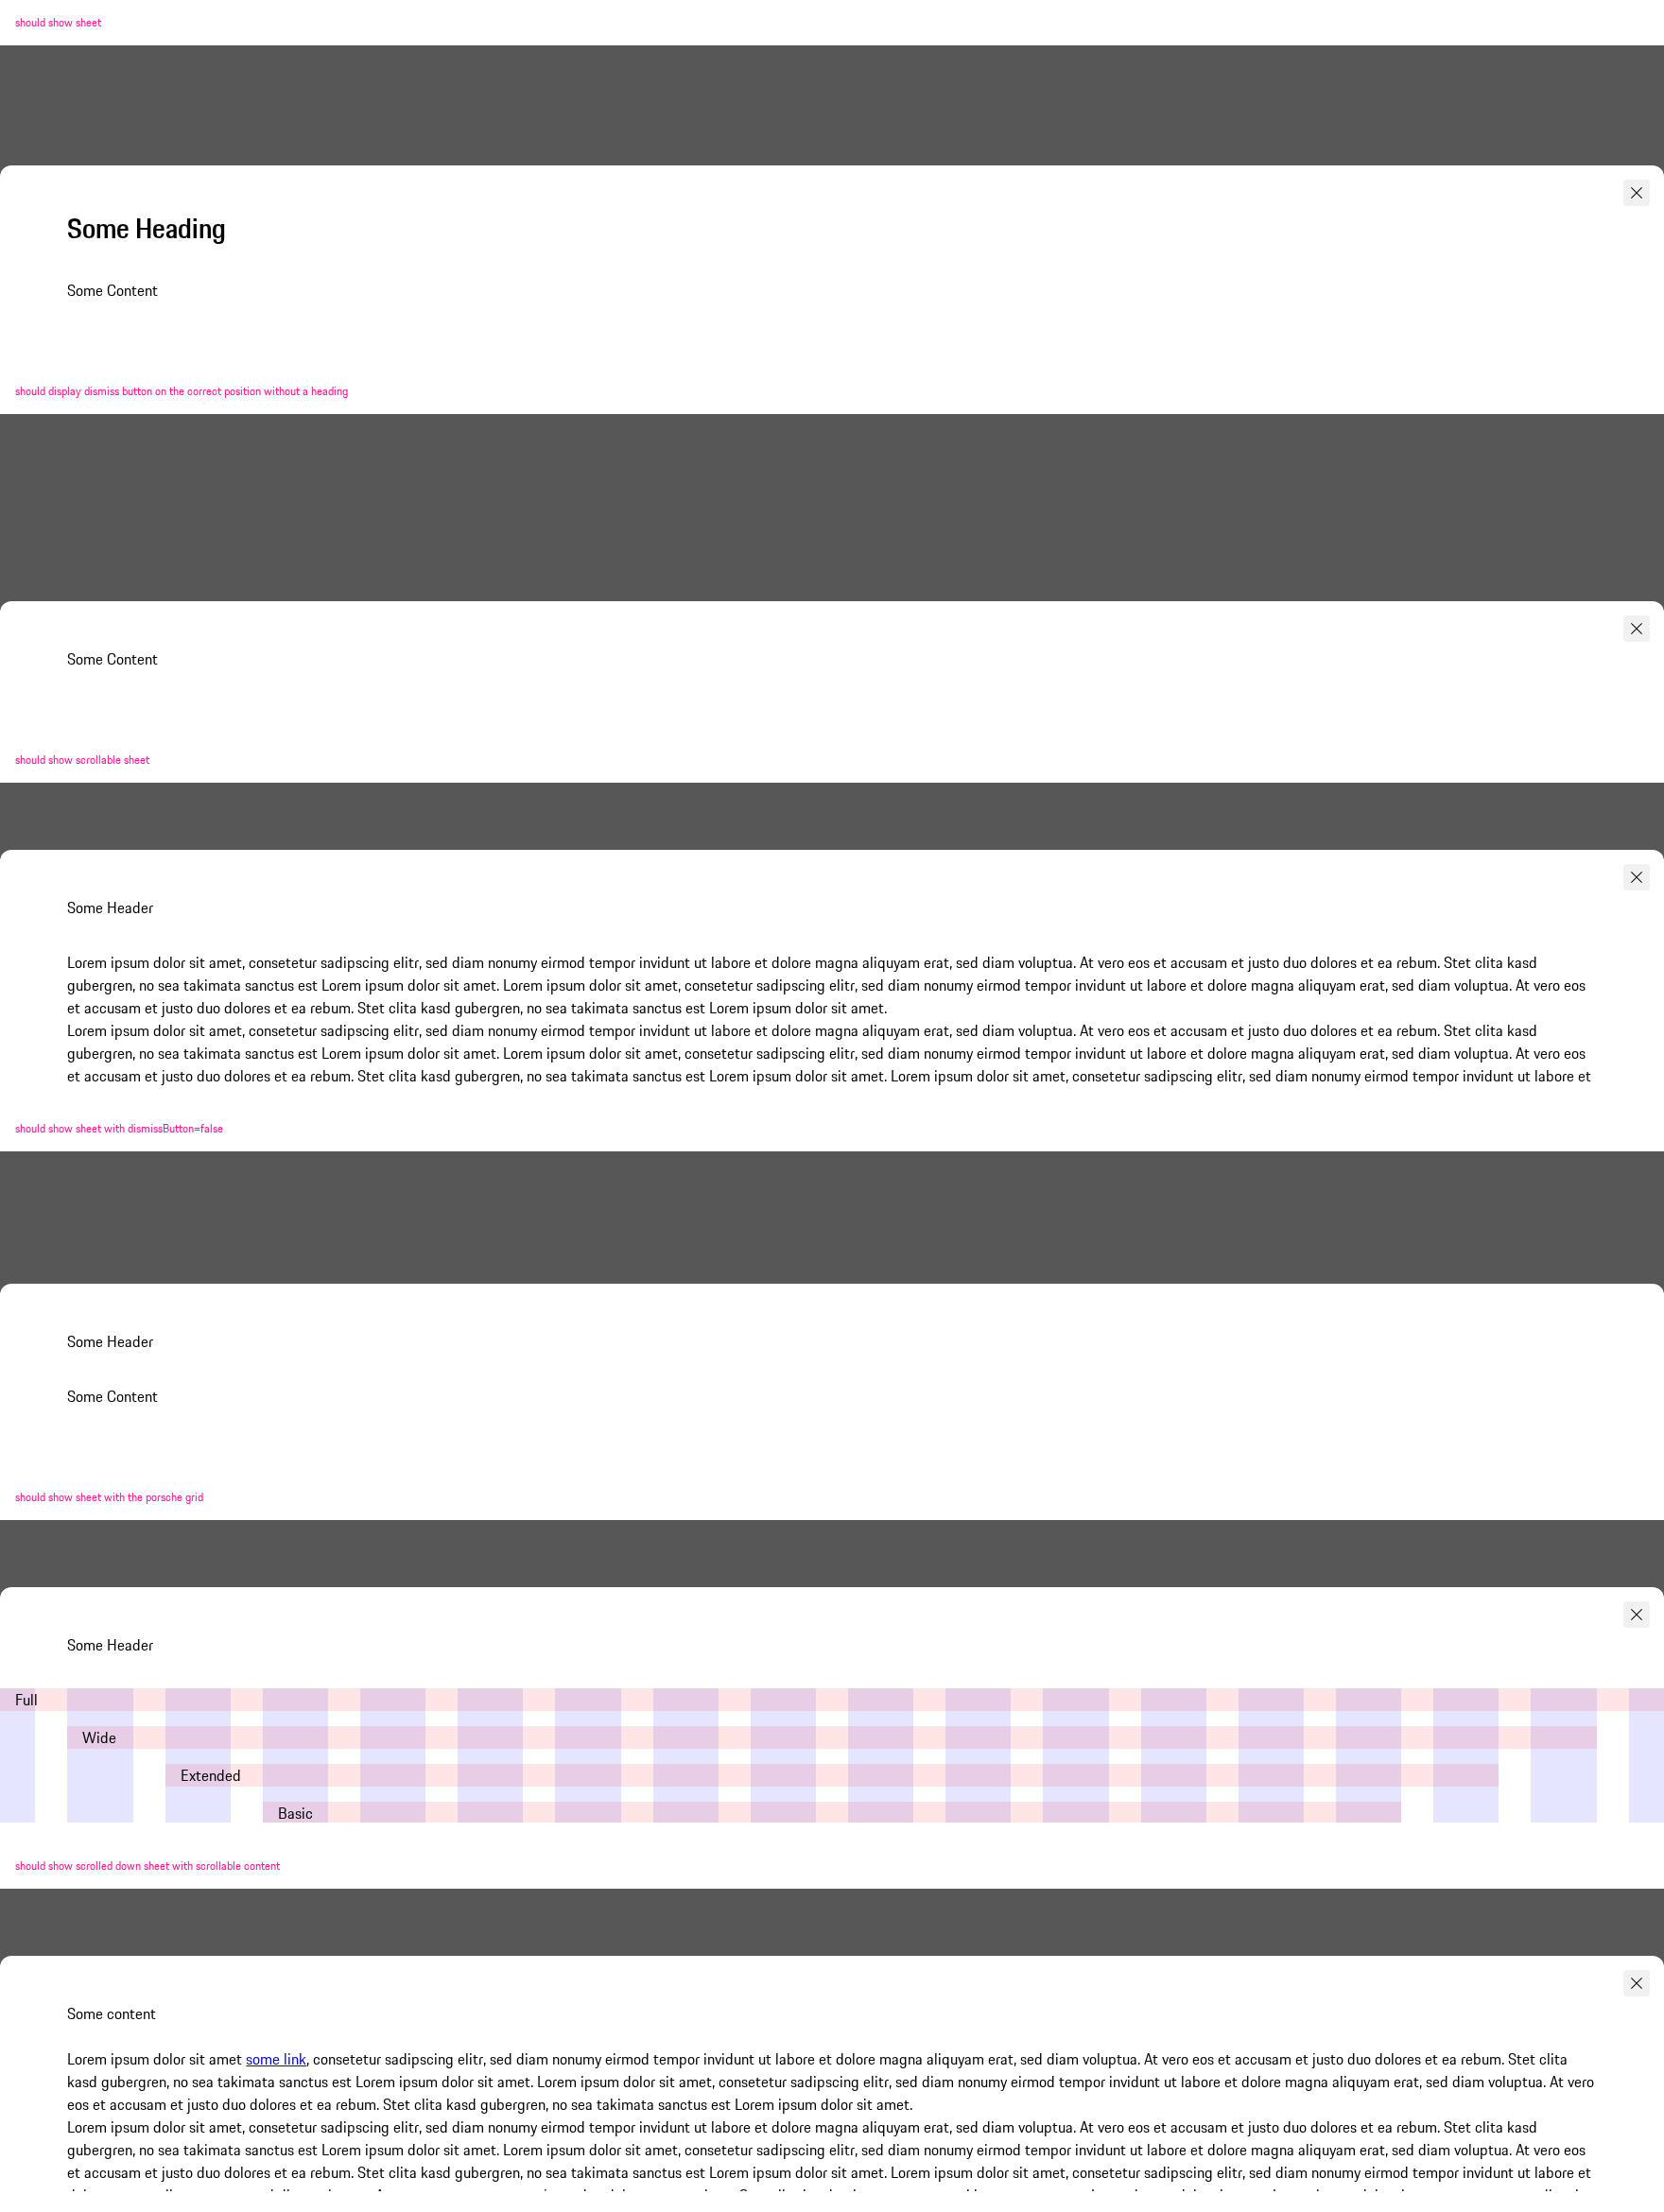 should show sheet
Some Heading
Some Content
should display dismiss button on the correct position without a heading
Some Content
should show scrollable sheet
Some Header
Lorem ipsum dolor sit amet, consetetur sadipscing elitr, sed diam nonumy eirmod tempor invidunt ut labore et dolore magna aliquyam erat, sed diam voluptua. At vero eos et accusam et justo duo dolores et ea rebum. Stet clita kasd
gubergren, no sea takimata sanctus est Lorem ipsum dolor sit amet. Lorem ipsum dolor sit amet, consetetur sadipscing elitr, sed diam nonumy eirmod tempor invidunt ut labore et dolore magna aliquyam erat, sed diam voluptua. At vero eos
et accusam et justo duo dolores et ea rebum. Stet clita kasd gubergren, no sea takimata sanctus est Lorem ipsum dolor sit amet.
Lorem ipsum dolor sit amet, consetetur sadipscing elitr, sed diam nonumy eirmod tempor invidunt ut labore et dolore magna aliquyam erat, sed diam voluptua. At vero eos et accusam et justo duo dolores et ea rebum. Stet clita kasd
gubergren, no sea takimata sanctus est Lorem ipsum dolor sit amet. Lorem ipsum dolor sit amet, consetetur sadipscing elitr, sed diam nonumy eirmod tempor invidunt ut labore et dolore magna aliquyam erat, sed diam voluptua. At vero eos
et accusam et justo duo dolores et ea rebum. Stet clita kasd gubergren, no sea takimata sanctus est Lorem ipsum dolor sit amet. Lorem ipsum dolor sit amet, consetetur sadipscing elitr, sed diam nonumy eirmod tempor invidunt ut labore et
should show sheet with dismissButton=false
Some Header
Some Content
should show sheet with the porsche grid
Some Header
Full
Wide
Extended
Basic
should show scrolled down sheet with scrollable content
Some content
Lorem ipsum dolor sit amet some link, consetetur sadipscing elitr, sed diam nonumy eirmod tempor invidunt ut labore et dolore magna aliquyam erat, sed diam voluptua. At vero eos et accusam et justo duo dolores et ea rebum. Stet clita
kasd gubergren, no sea takimata sanctus est Lorem ipsum dolor sit amet. Lorem ipsum dolor sit amet, consetetur sadipscing elitr, sed diam nonumy eirmod tempor invidunt ut labore et dolore magna aliquyam erat, sed diam voluptua. At vero
eos et accusam et justo duo dolores et ea rebum. Stet clita kasd gubergren, no sea takimata sanctus est Lorem ipsum dolor sit amet.
Lorem ipsum dolor sit amet, consetetur sadipscing elitr, sed diam nonumy eirmod tempor invidunt ut labore et dolore magna aliquyam erat, sed diam voluptua. At vero eos et accusam et justo duo dolores et ea rebum. Stet clita kasd
gubergren, no sea takimata sanctus est Lorem ipsum dolor sit amet. Lorem ipsum dolor sit amet, consetetur sadipscing elitr, sed diam nonumy eirmod tempor invidunt ut labore et dolore magna aliquyam erat, sed diam voluptua. At vero eos
et accusam et justo duo dolores et ea rebum. Stet clita kasd gubergren, no sea takimata sanctus est Lorem ipsum dolor sit amet. Lorem ipsum dolor sit amet, consetetur sadipscing elitr, sed diam nonumy eirmod tempor invidunt ut labore et